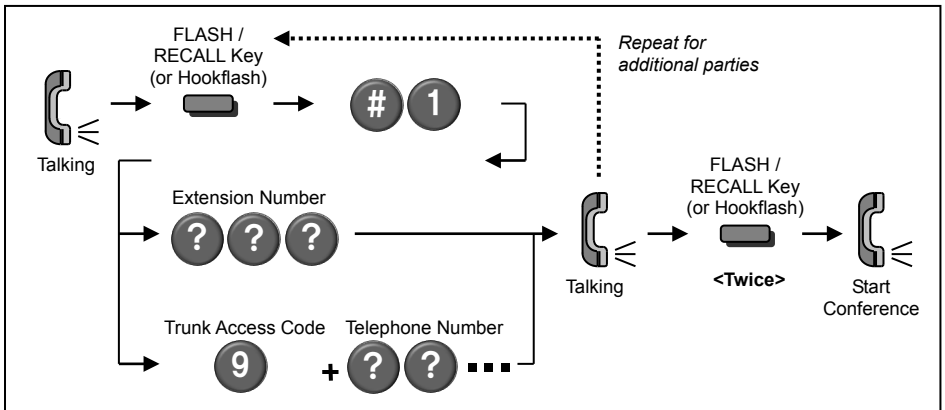 FLASH /
RECALL Key
(or Hookflash)
Repeat for
additional parties
# 1
Talking
FLASH /
RECALL Key
(or Hookflash)
Extension Number
? ? ?
Talking
<Twice>
Start
Conference
Trunk Access Code
Telephone Number
9 + ? ? ...